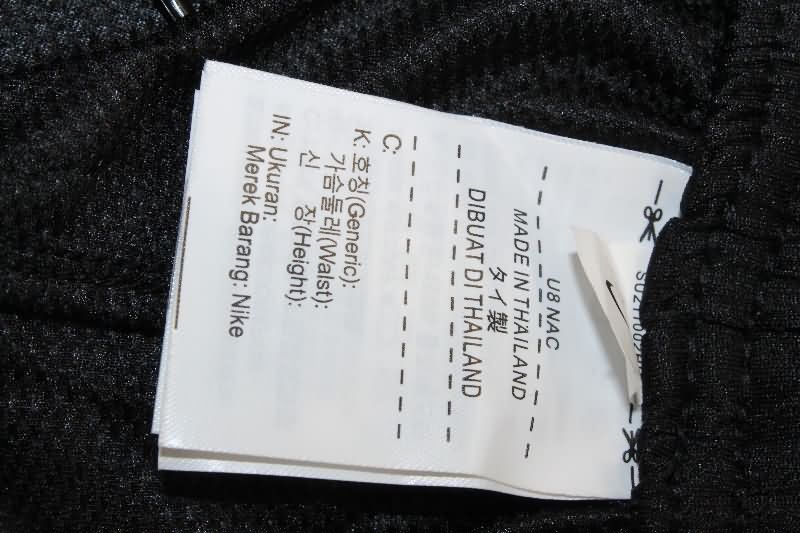 U8 NAC
MADE IN THAILAND
タイ製
DIBUAT DI THAILAND
C:
K: 호칭(Generic):
가슴둘레(Walst):
신 장(Height):
IN: Ukuran:
Merek Barang: Nike